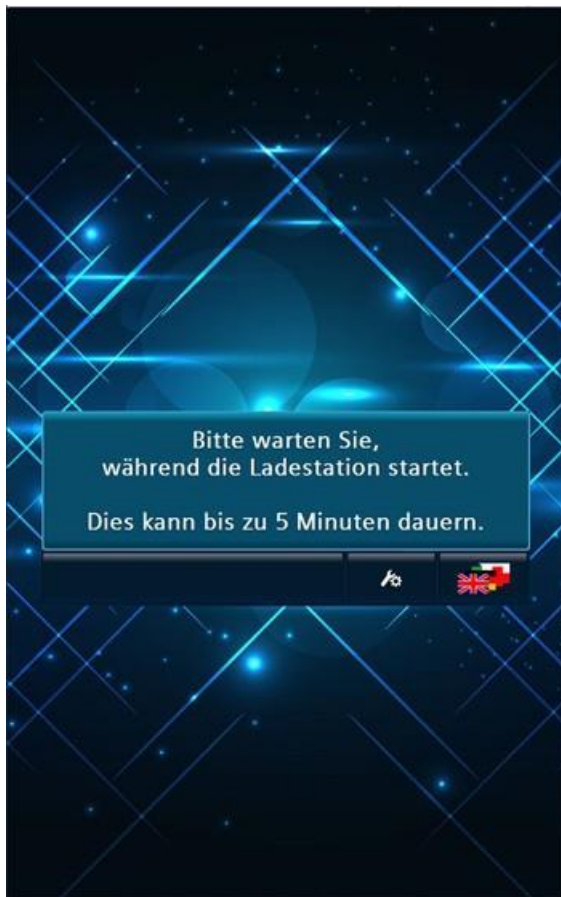 Bitte warten Sie,
während die Ladestation startet.
Dies kann bis zu 5 Minuten dauern.